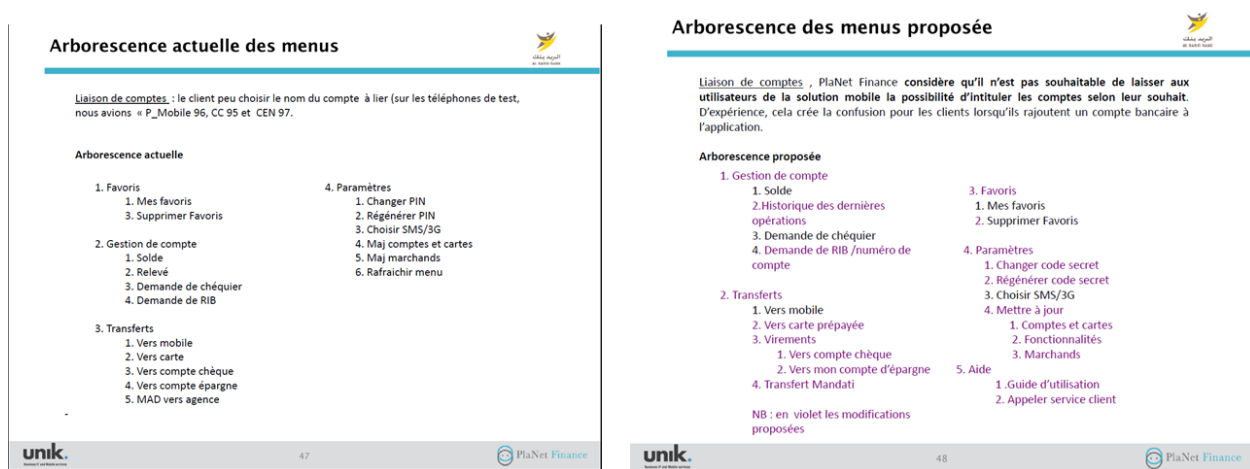 Arborescence actuelle des menus
البريد بنك
AL BARID BANK
Liaison de comptes : le client peu choisir le nom du compte à lier (sur les téléphones de test,
nous avions « P_Mobile 96, CC 95 et CEN 97.
Arborescence actuelle
1. Favoris
1. Mes favoris
3. Supprimer Favoris
2. Gestion de compte
1. Solde
2. Relevé
3. Demande de chéquier
4. Demande de RIB
3. Transferts
1. Vers mobile
2. Vers carte
3. Vers compte chèque
4. Vers compte épargne
5. MAD vers agence
-
4. Paramètres
1. Changer PIN
2. Régénérer PIN
3. Choisir SMS/3G
4. Maj comptes et cartes
5. Maj marchands
6. Rafraichir menu
unik.
47
PlaNet Finance
Arborescence des menus proposée
البريد بنك
AL BARID BANK
Liaison de comptes , PlaNet Finance considère qu'il n'est pas souhaitable de laisser aux
utilisateurs de la solution mobile la possibilité d'intituler les comptes selon leur souhait.
D'expérience, cela crée la confusion pour les clients lorsqu'ils rajoutent un compte bancaire à
l'application.
Arborescence proposée
1. Gestion de compte
1. Solde
2.Historique des dernières
opérations
3. Demande de chéquier
4. Demande de RIB /numéro de
compte
2. Transferts
1. Vers mobile
2. Vers carte prépayée
3. Virements
1. Vers compte chèque
2. Vers mon compte d'épargne
4. Transfert Mandati
NB : en violet les modifications
proposées
3. Favoris
1. Mes favoris
2. Supprimer Favoris
4. Paramètres
1. Changer code secret
2. Régénérer code secret
3. Choisir SMS/3G
4. Mettre à jour
1. Comptes et cartes
2. Fonctionnalités
3. Marchands
5. Aide
1 .Guide d'utilisation
2. Appeler service client
unik.
48
PlaNet Finance